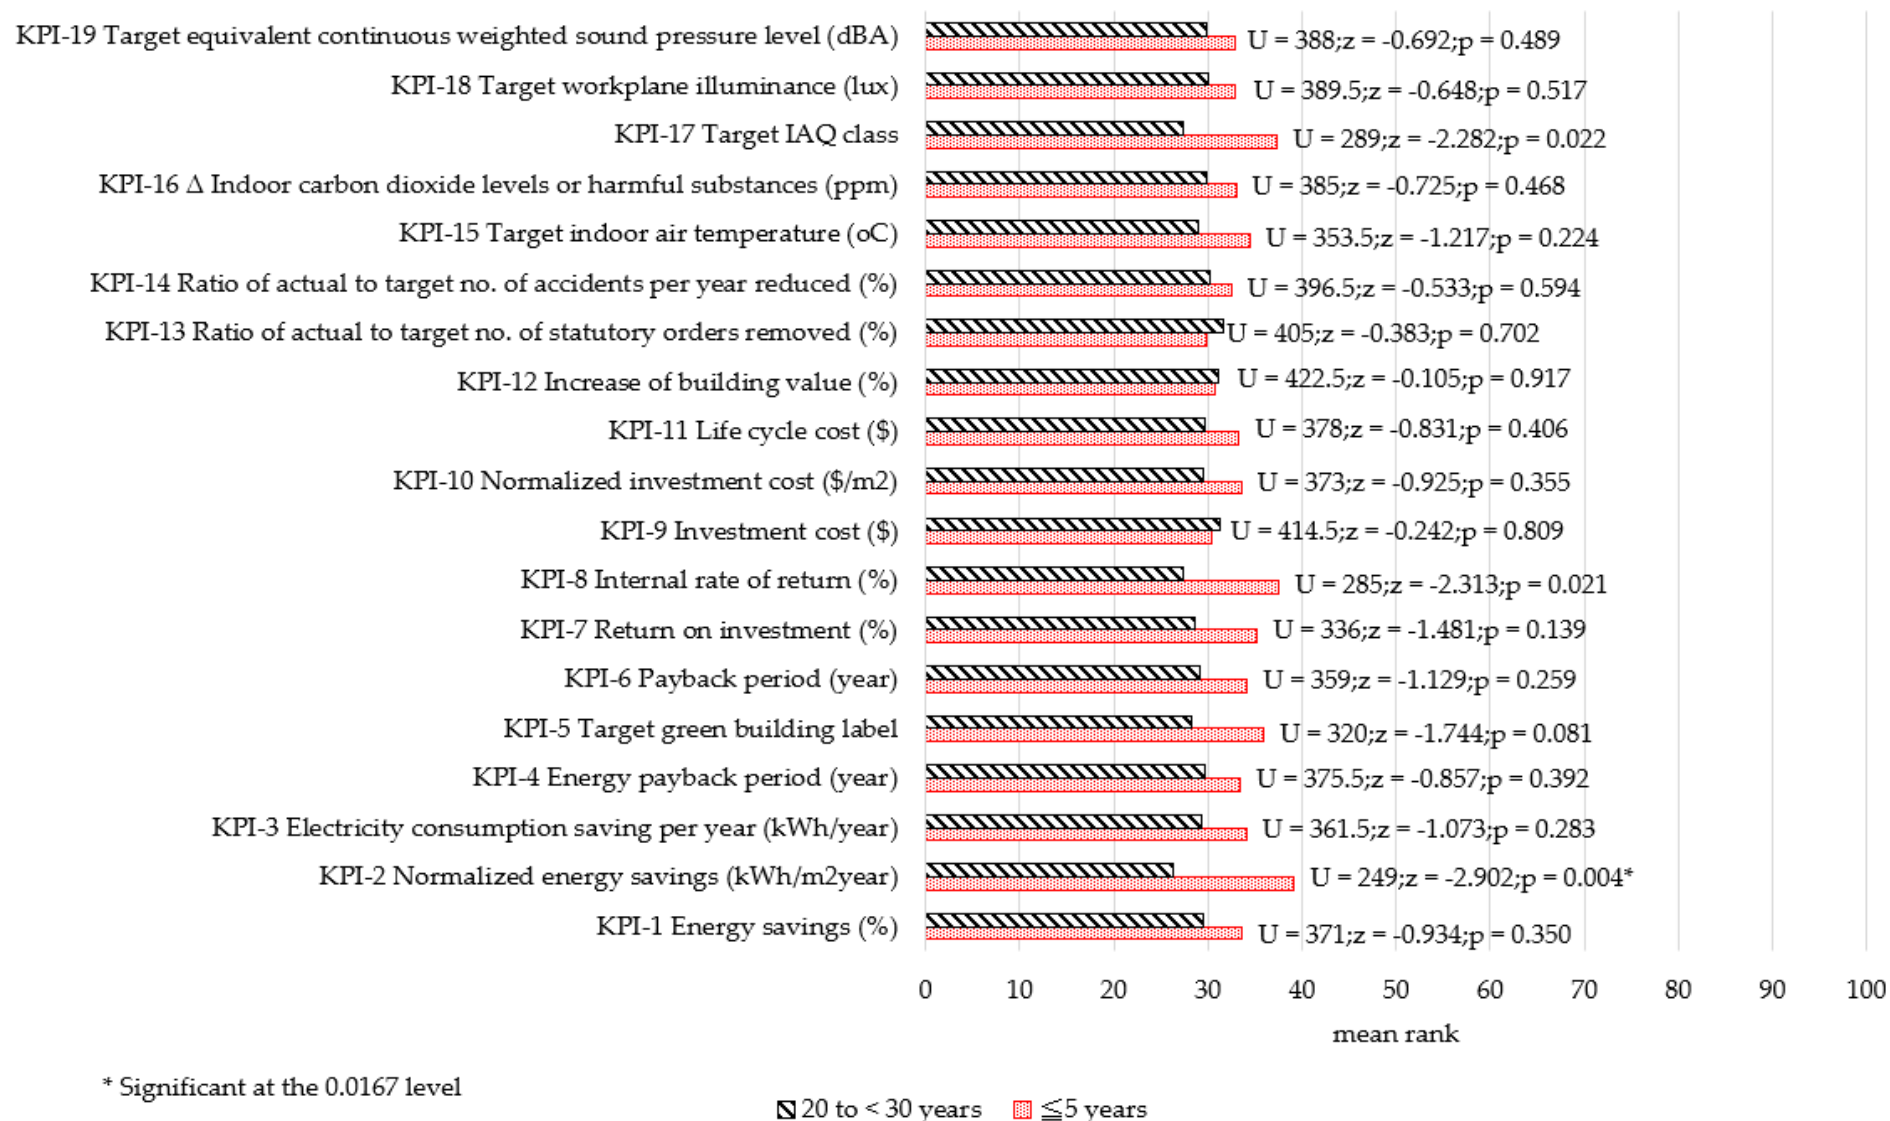 KPI-19 Target equivalent continuous weighted sound pressure level (dBA) U = 388;z = -0.692;p = 0.489
KPI-18 Target workplane illuminance (lux) U = 389.5;z = -0.648;p = 0.517
KPI-17 Target IAQ class U = 289;z = -2.282;p = 0.022
KPI-16 Δ Indoor carbon dioxide levels or harmful substances (ppm) U = 385;z = -0.725;p = 0.468
KPI-15 Target indoor air temperature (oC) U = 353.5;z = -1.217;p = 0.224
KPI-14 Ratio of actual to target no. of accidents per year reduced (%) U = 396.5;z = -0.533;p = 0.594
KPI-13 Ratio of actual to target no. of statutory orders removed (%) U = 405;z = -0.383;p = 0.702
KPI-12 Increase of building value (%) U = 422.5;z = -0.105;p = 0.917
KPI-11 Life cycle cost ($) U = 378;z = -0.831;p = 0.406
KPI-10 Normalized investment cost ($/m2) U = 373;z = -0.925;p = 0.355
KPI-9 Investment cost ($) U = 414.5;z = -0.242;p = 0.809
KPI-8 Internal rate of return (%) U = 285;z = -2.313;p = 0.021
KPI-7 Return on investment (%) U = 336;z = -1.481;p = 0.139
KPI-6 Payback period (year) U = 359;z = -1.129;p = 0.259
KPI-5 Target green building label U = 320;z = -1.744;p = 0.081
KPI-4 Energy payback period (year) U = 375.5;z = -0.857;p = 0.392
KPI-3 Electricity consumption saving per year (kWh/year) U = 361.5;z = -1.073;p = 0.283
KPI-2 Normalized energy savings (kWh/m2year) U = 249;z = -2.902;p = 0.004*
KPI-1 Energy savings (%) U = 371;z = -0.934;p = 0.350
0 10 20 30 40 50 60 70 80 90 100
mean rank
* Significant at the 0.0167 level
20 to < 30 years ≦5 years